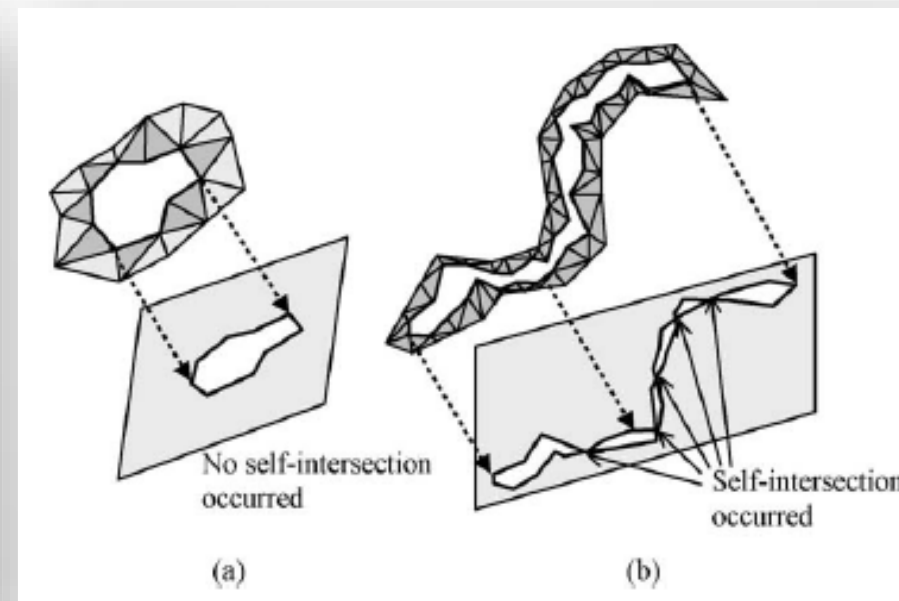 No self-intersection
occurred
Self-intersection
occurred
(a)
(b)